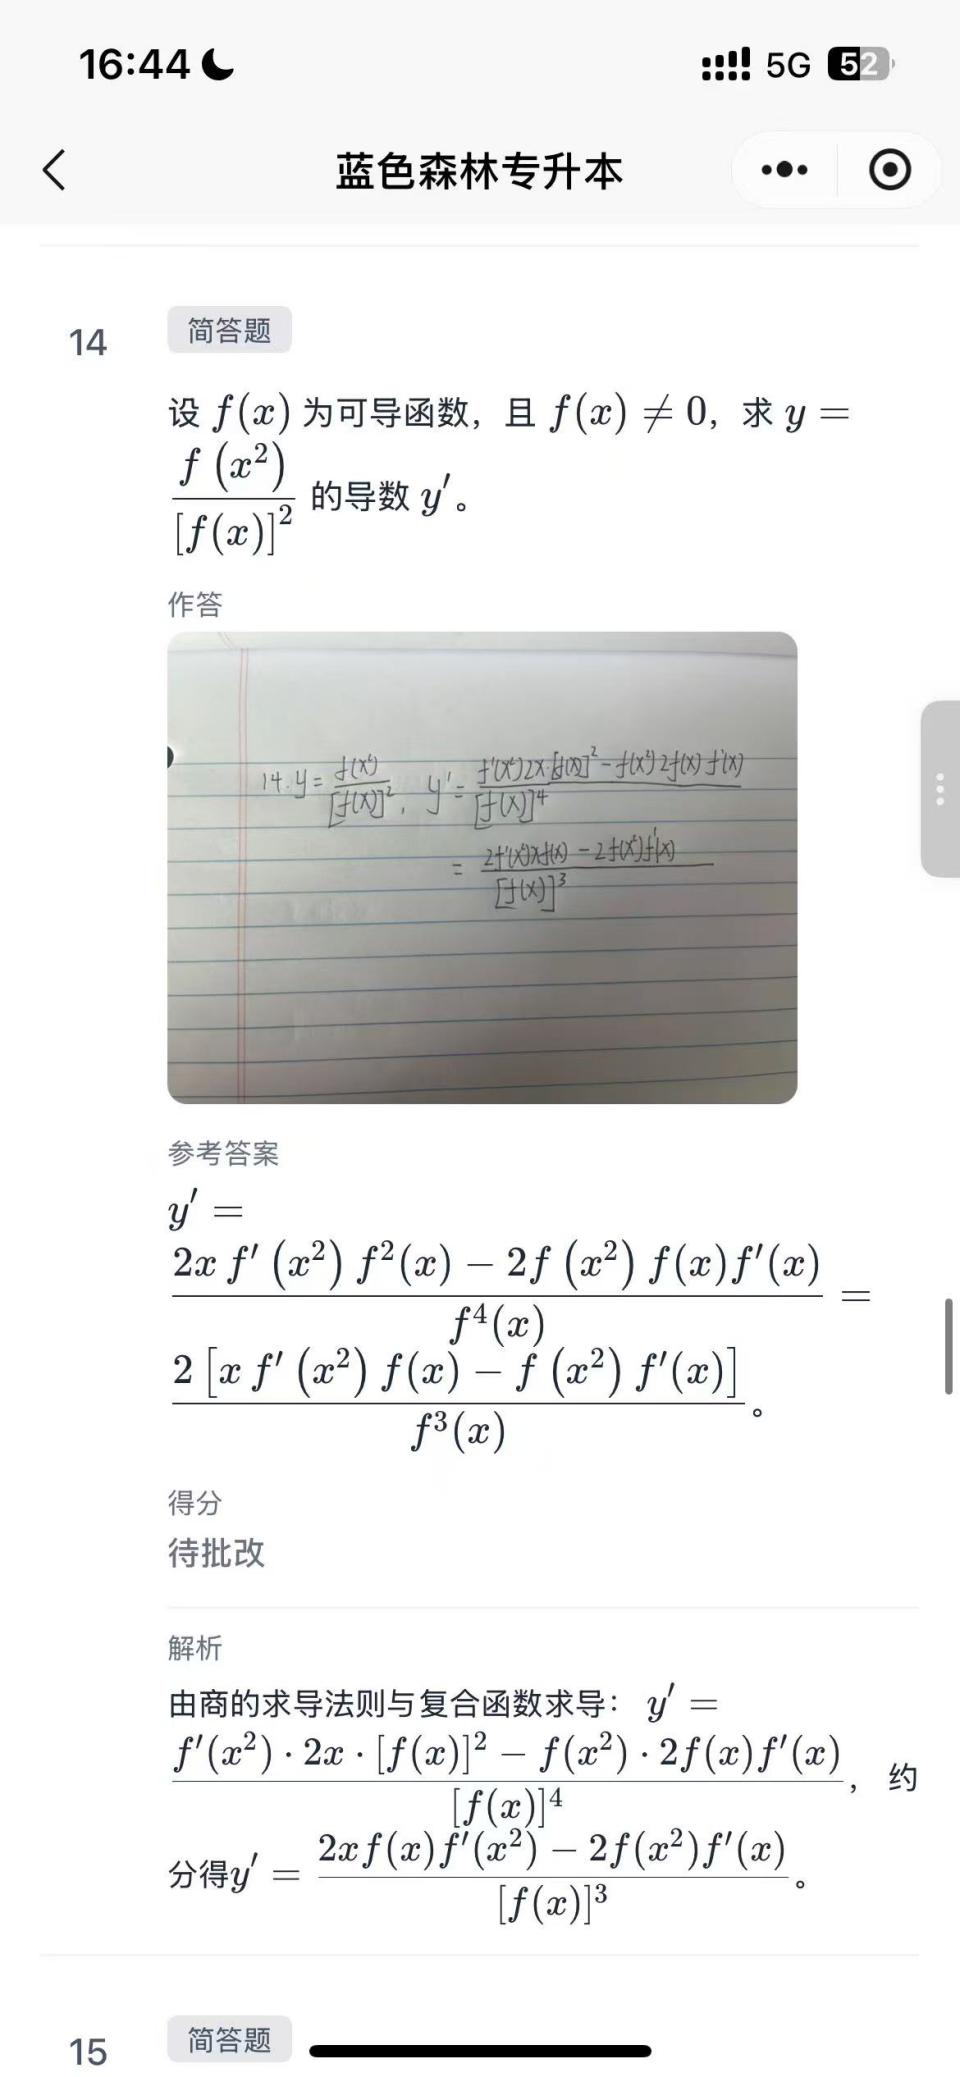 16:44 5G 52
蓝色森林专升本
14 简答题
设 f(x) 为可导函数，且 f(x) ≠ 0，求 y =
f(x²)/[f(x)]² 的导数 y′。
作答
14. y = f(x²)/[f(x)]², y' = f'(x²)2x·[f(x)]² - f(x²)2f(x)f'(x)/[f(x)]⁴
= 2f'(x²)xf(x) - 2f(x²)f'(x)/[f(x)]³
参考答案
y′ =
2x f′(x²) f²(x) − 2f(x²) f(x)f′(x)/f⁴(x) =
2[x f′(x²) f(x) − f(x²) f′(x)]/f³(x)。
得分
待批改
解析
由商的求导法则与复合函数求导： y′ =
f′(x²) · 2x · [f(x)]² − f(x²) · 2f(x)f′(x)/[f(x)]⁴， 约
分得y′ = 2xf(x)f′(x²) − 2f(x²)f′(x)/[f(x)]³。
15 简答题